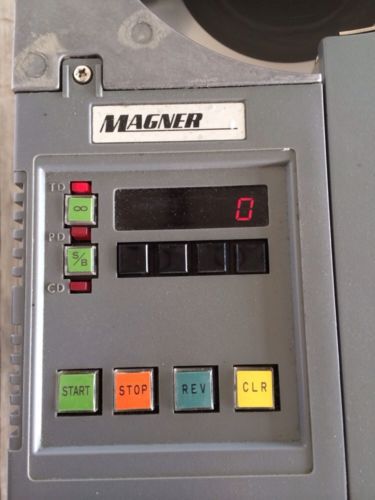 MAGNER
TD
0
∞
PD
S/B
CD
START STOP REV CLR